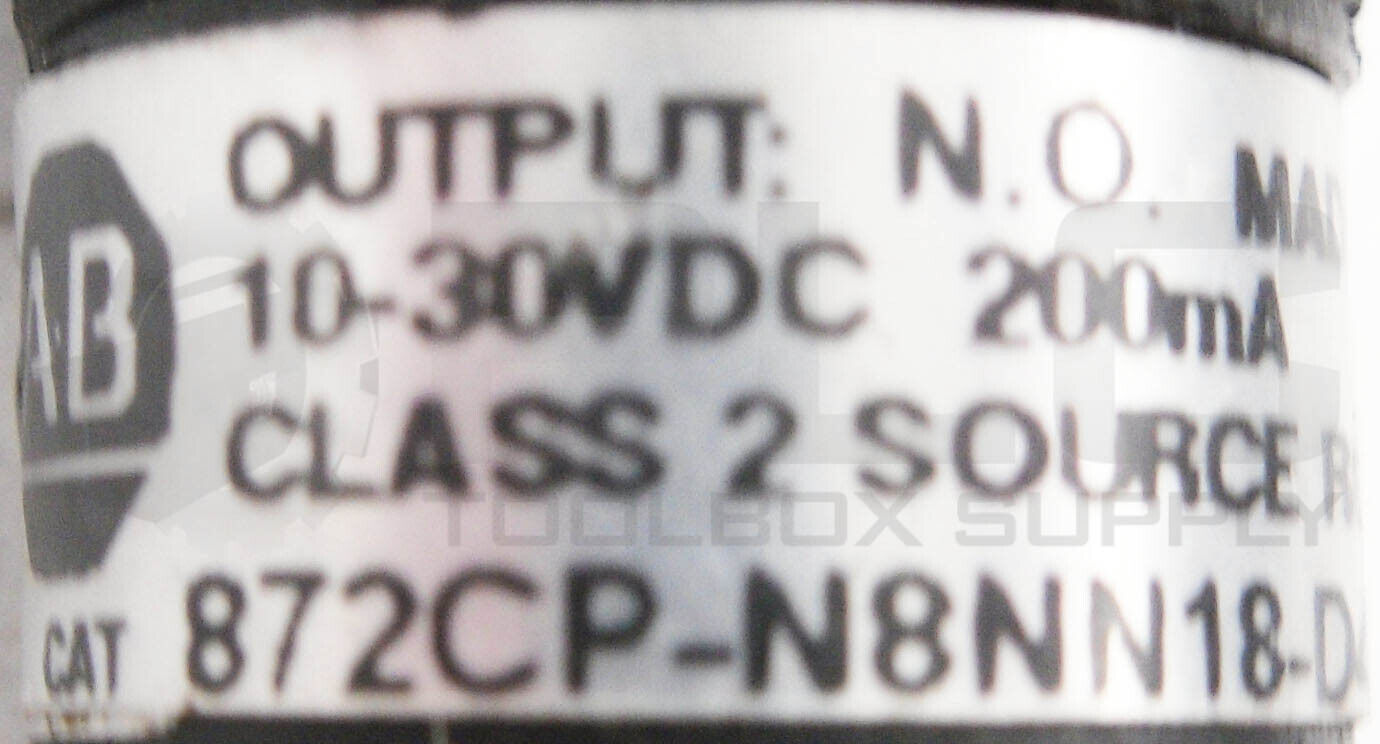 OUTPUT: N.O.
AB
10-30VDC 200mA
CLASS 2 SOURCE
TOOLBOX SUPPLY
CAT 872CP-N8NN18-D